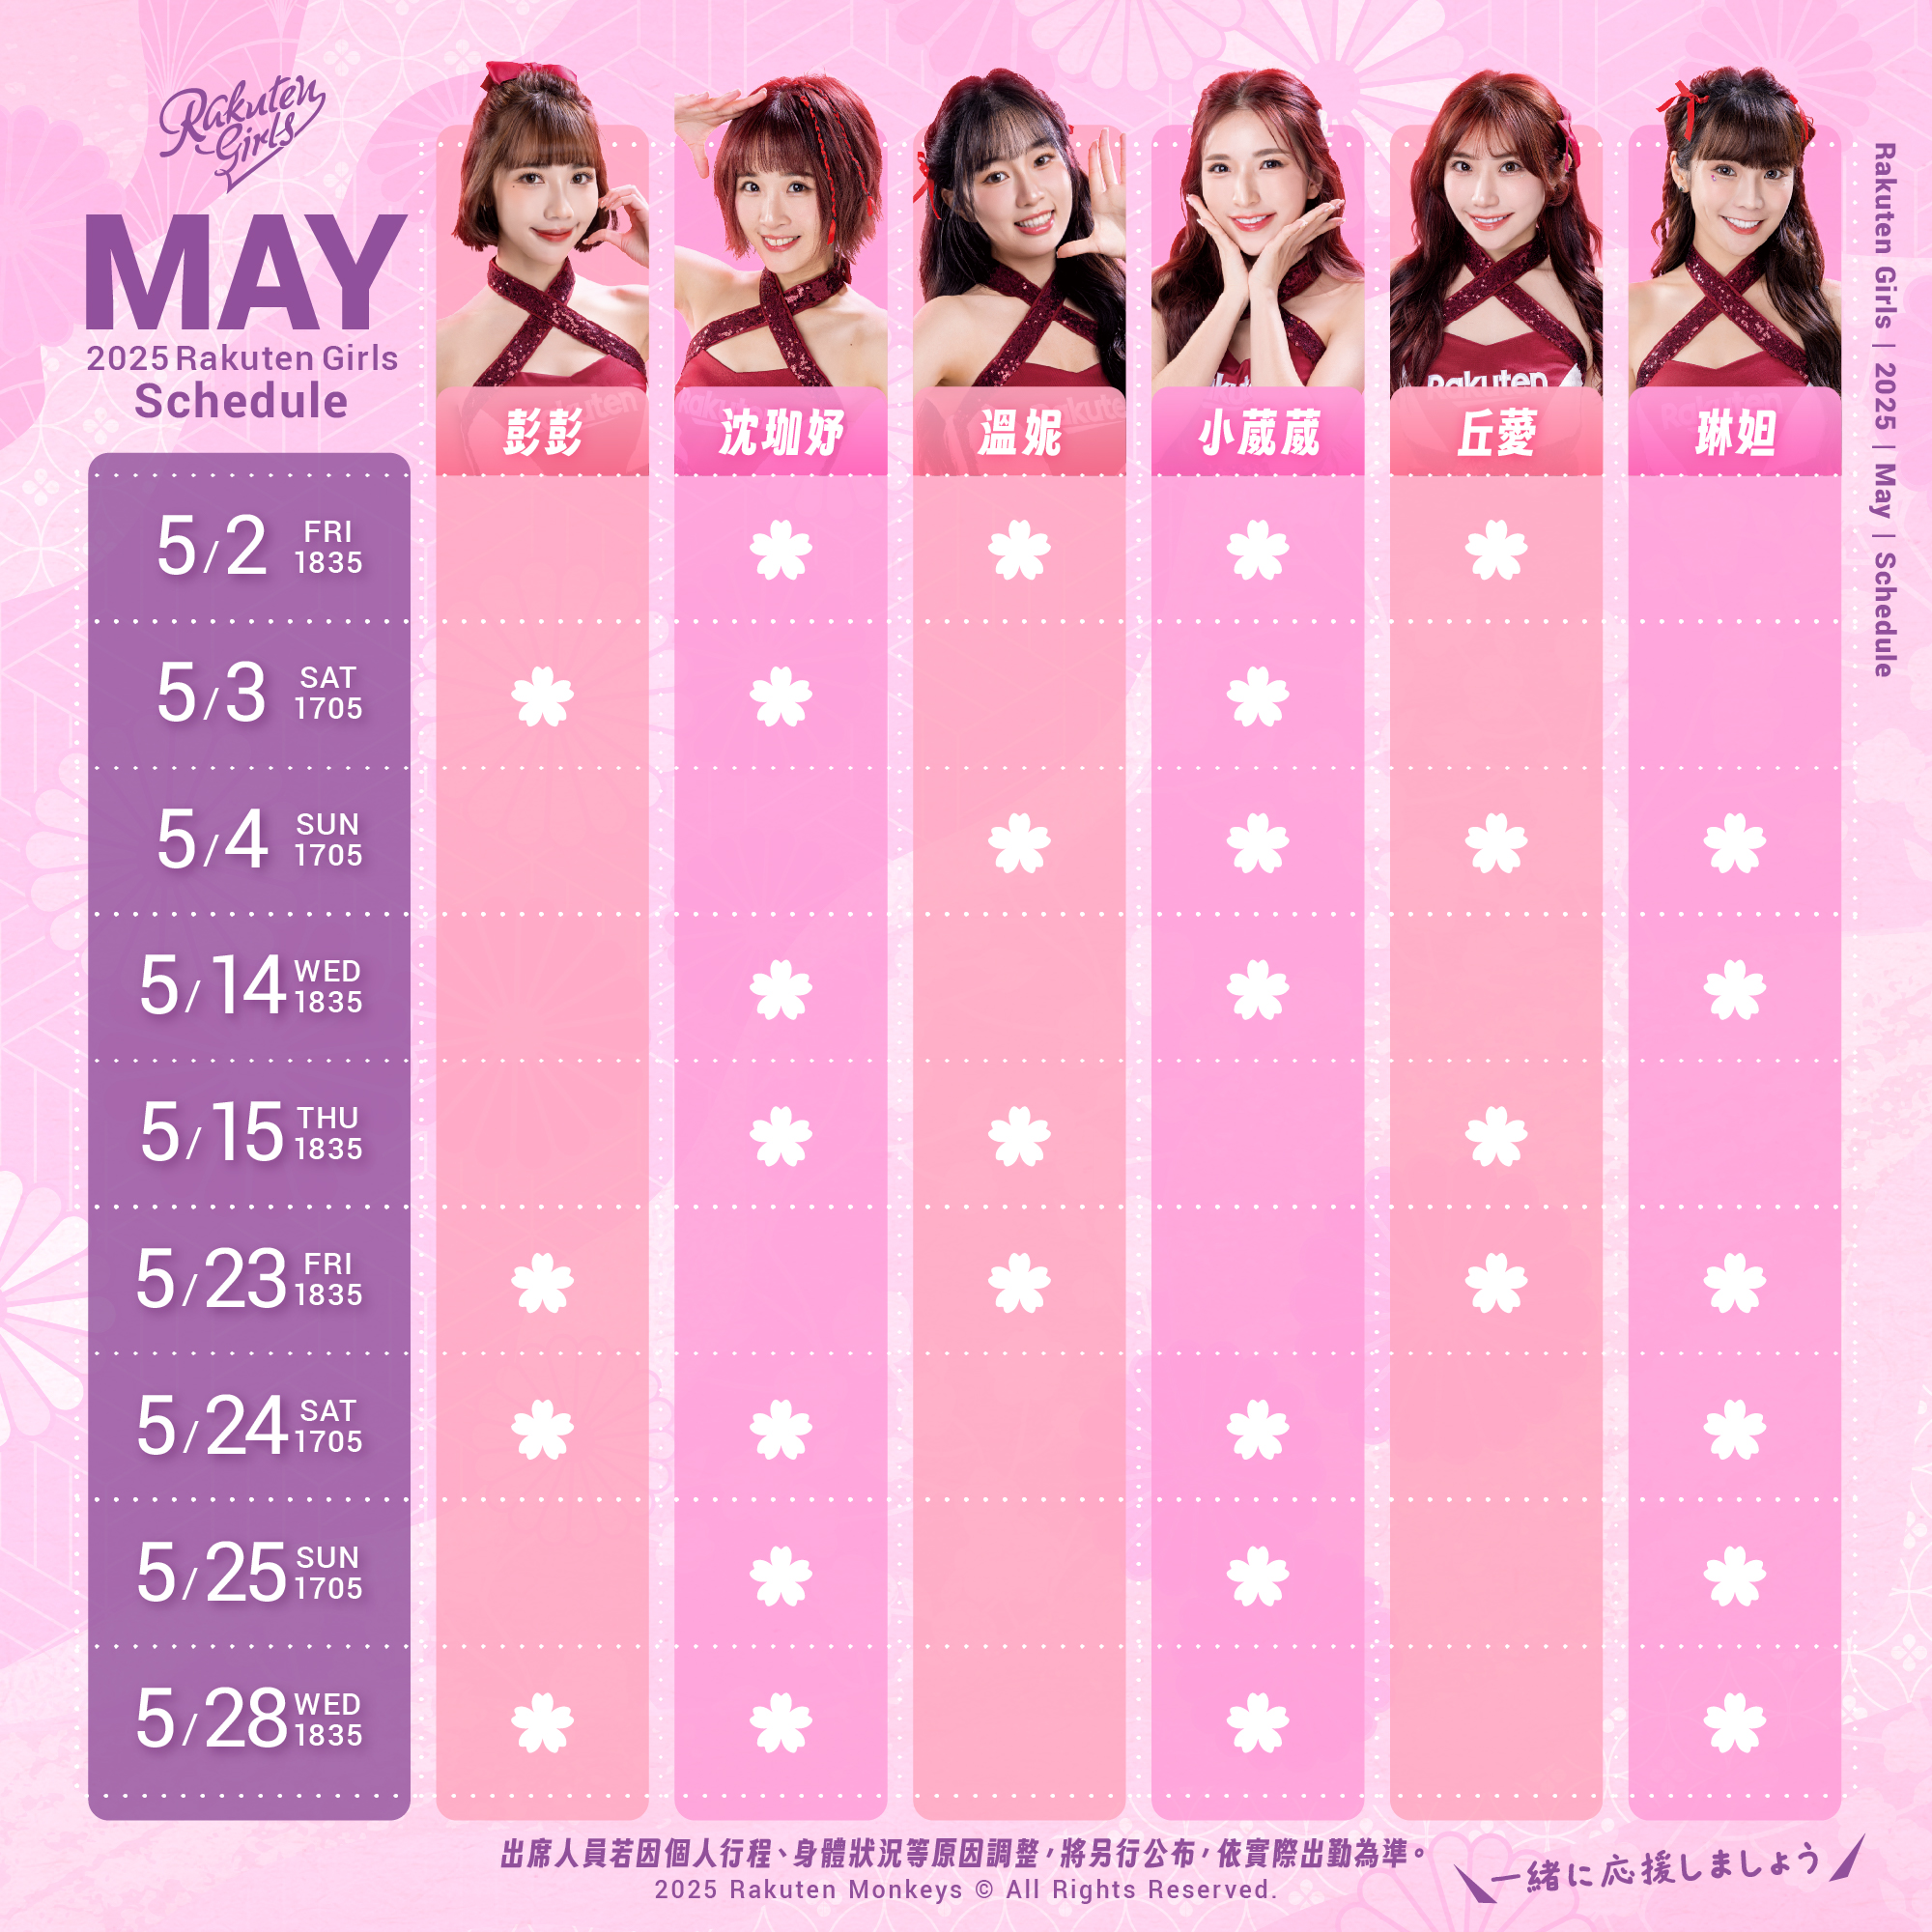 Rakuten
Girls
MAY
2025 Rakuten Girls
Schedule
彭彭
沈珈妤
溫妮
小葳葳
丘薆
琳妲
5/2 FRI 1835
5/3 SAT 1705
5/4 SUN 1705
5/14 WED 1835
5/15 THU 1835
5/23 FRI 1835
5/24 SAT 1705
5/25 SUN 1705
5/28 WED 1835
Rakuten Girls | 2025 | May | Schedule
出席人員若因個人行程、身體狀況等原因調整，將另行公布，依實際出勤為準。
2025 Rakuten Monkeys © All Rights Reserved.
一緒に応援しましょう